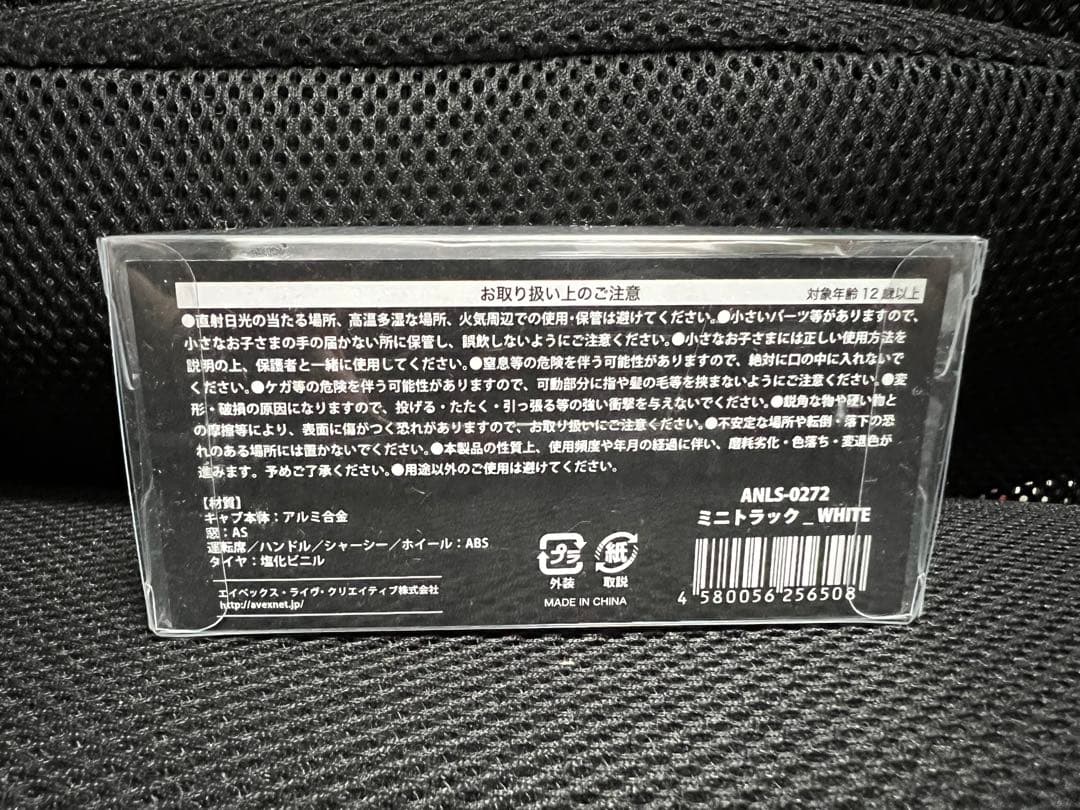 お取り扱い上のご注意 対象年齢12歳以上
●直射日光の当たる場所、高温多湿な場所、火気周辺での使用・保管は避けてください。●小さいパーツ等がありますので、
小さなお子さまの手の届かない所に保管し、誤飲しないようにご注意ください。●小さなお子さまには正しい使用方法を
説明の上、保護者と一緒に使用してください。●窒息等の危険を伴う可能性がありますので、絶対に口の中に入れないで
ください。●ケガ等の危険を伴う可能性がありますので、可動部分に指や髪の毛等を挟まないようにご注意ください。●変
形・破損の原因になりますので、投げる・たたく・引っ張る等の強い衝撃を与えないでください。●鋭角な物や硬い物と
の摩擦等により、表面に傷がつく恐れがありますので、お取り扱いにご注意ください。●不安定な場所や転倒・落下の恐
れのある場所には置かないでください。●本製品の性質上、使用頻度や年月の経過に伴い、磨耗劣化・色落ち・変退色が
進みます。予めご了承ください。●用途以外のご使用は避けてください。
【材質】
キャブ本体：アルミ合金
窓：AS
運転席／ハンドル／シャーシー／ホイール：ABS
タイヤ：塩化ビニル
エイベックス・ライヴ・クリエイティブ株式会社
http://avexnet.jp/
プラ 紙
外装 取説
MADE IN CHINA
ANLS-0272
ミニトラック_WHITE
4 580056 256508